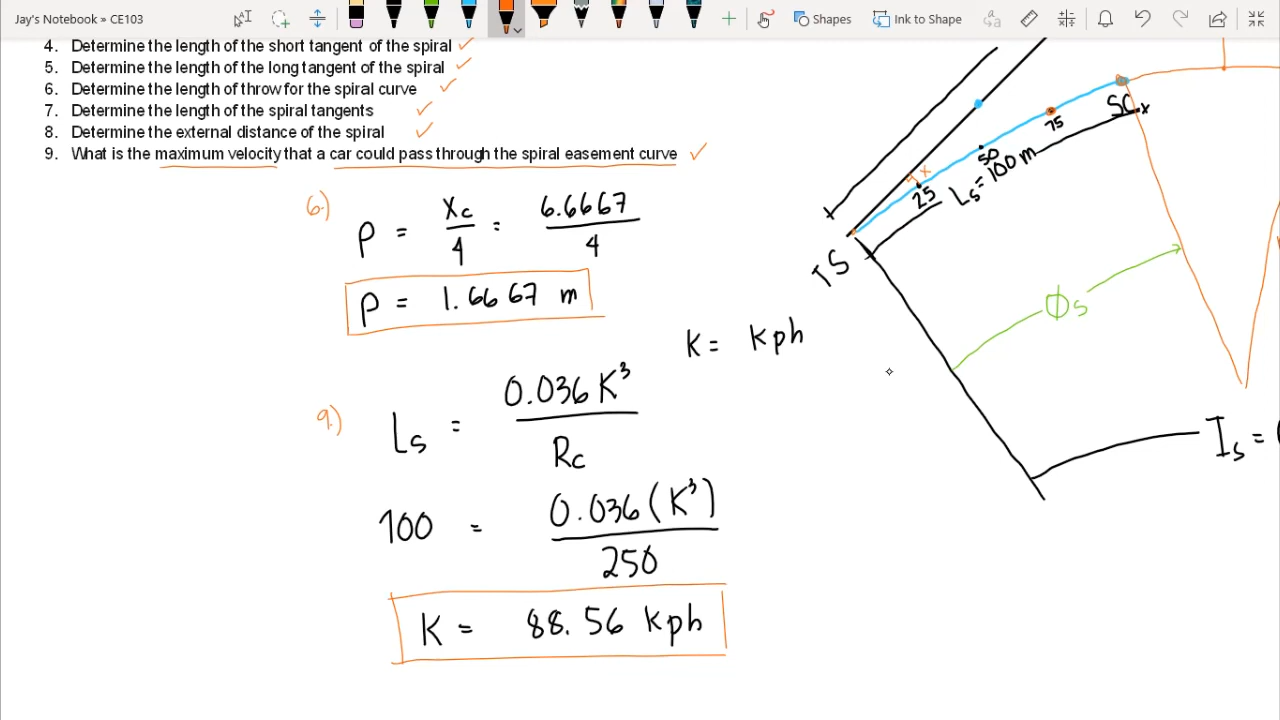 Jay's Notebook » CE103
Shapes
Ink to Shape
4. Determine the length of the short tangent of the spiral
5. Determine the length of the long tangent of the spiral
6. Determine the length of throw for the spiral curve
7. Determine the length of the spiral tangents
8. Determine the external distance of the spiral
9. What is the maximum velocity that a car could pass through the spiral easement curve
6.)
ρ = Xc/4 = 6.6667/4
ρ = 1.6667 m
K = kph
9.)
Ls = 0.036 K³/Rc
100 = 0.036 (K³)/250
K = 88.56 kph
SC
75
50
25
x
Ls = 100 m
TS
Øs
Is =